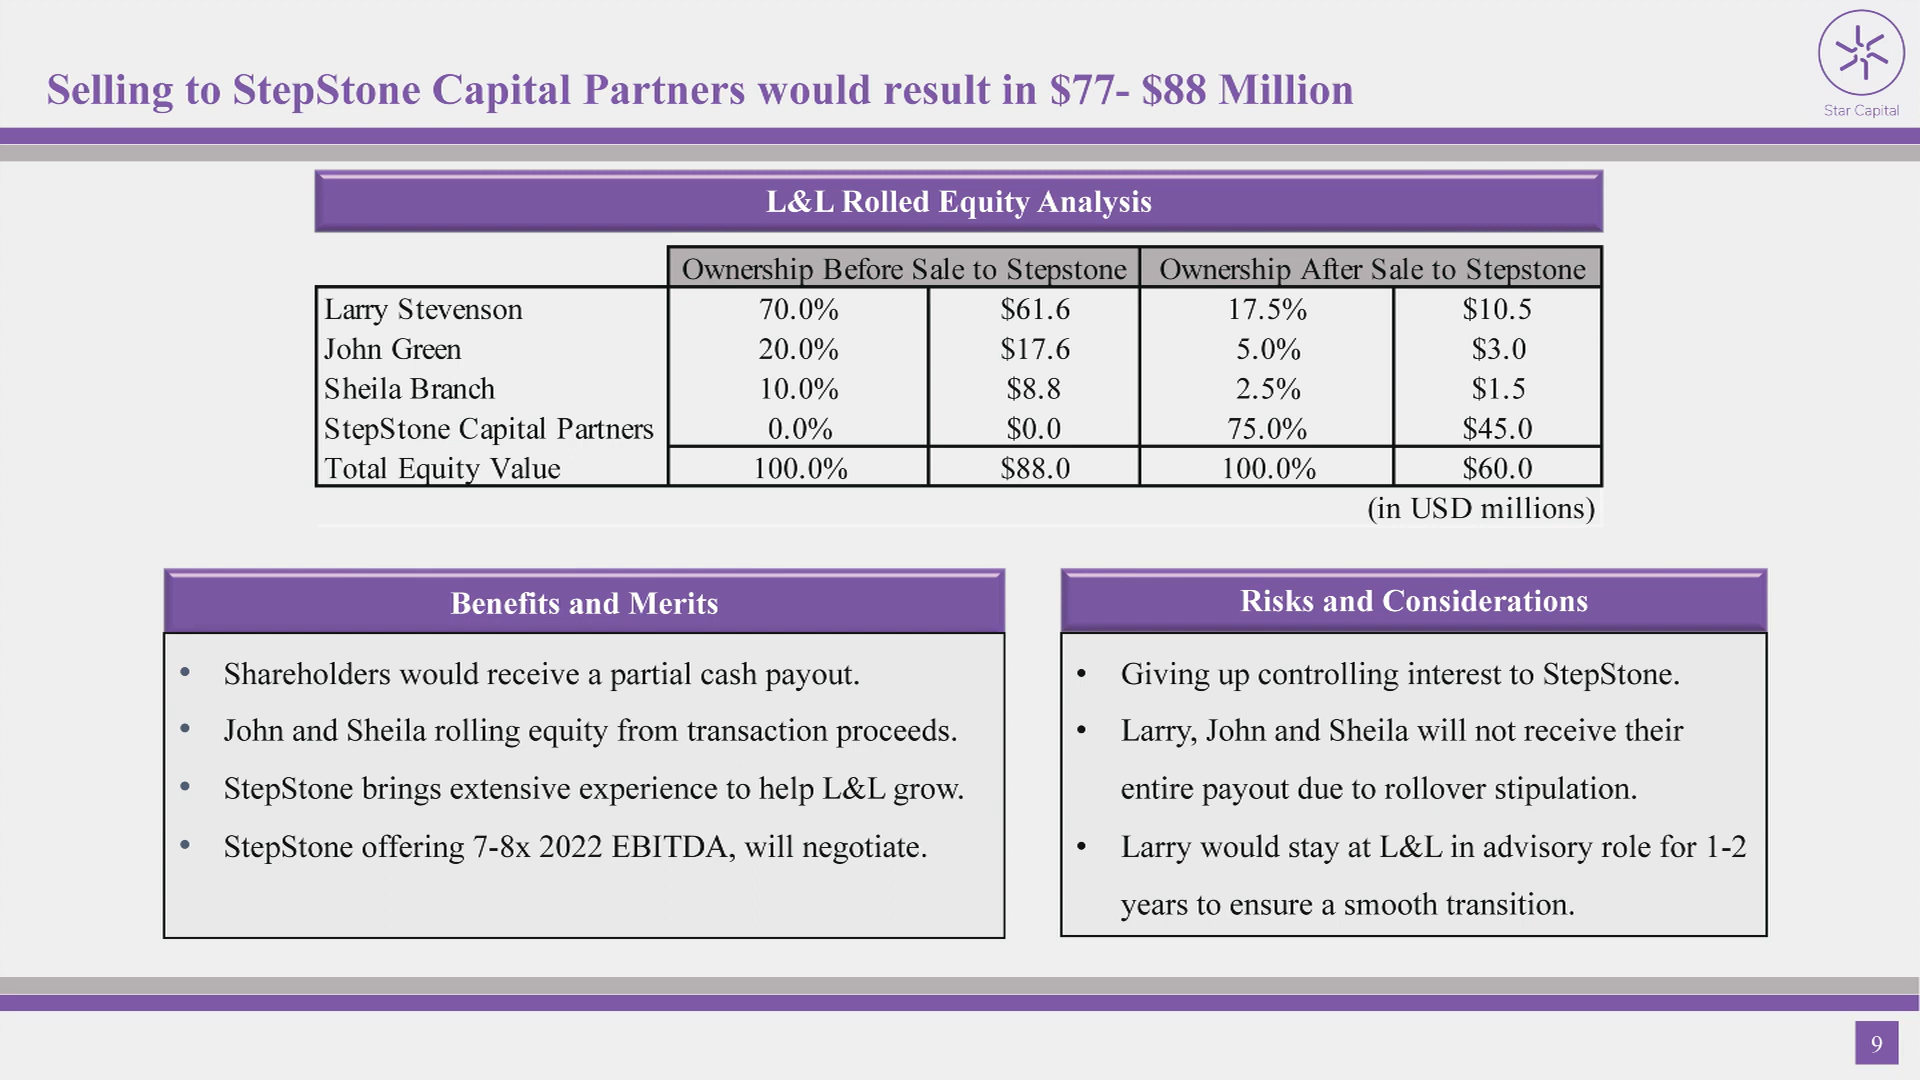 Selling to StepStone Capital Partners would result in $77- $88 Million
Star Capital
L&L Rolled Equity Analysis
Ownership Before Sale to Stepstone Ownership After Sale to Stepstone
Larry Stevenson 70.0% $61.6 17.5% $10.5
John Green 20.0% $17.6 5.0% $3.0
Sheila Branch 10.0% $8.8 2.5% $1.5
StepStone Capital Partners 0.0% $0.0 75.0% $45.0
Total Equity Value 100.0% $88.0 100.0% $60.0
(in USD millions)
Benefits and Merits
• Shareholders would receive a partial cash payout.
• John and Sheila rolling equity from transaction proceeds.
• StepStone brings extensive experience to help L&L grow.
• StepStone offering 7-8x 2022 EBITDA, will negotiate.
Risks and Considerations
• Giving up controlling interest to StepStone.
• Larry, John and Sheila will not receive their
entire payout due to rollover stipulation.
• Larry would stay at L&L in advisory role for 1-2
years to ensure a smooth transition.
9